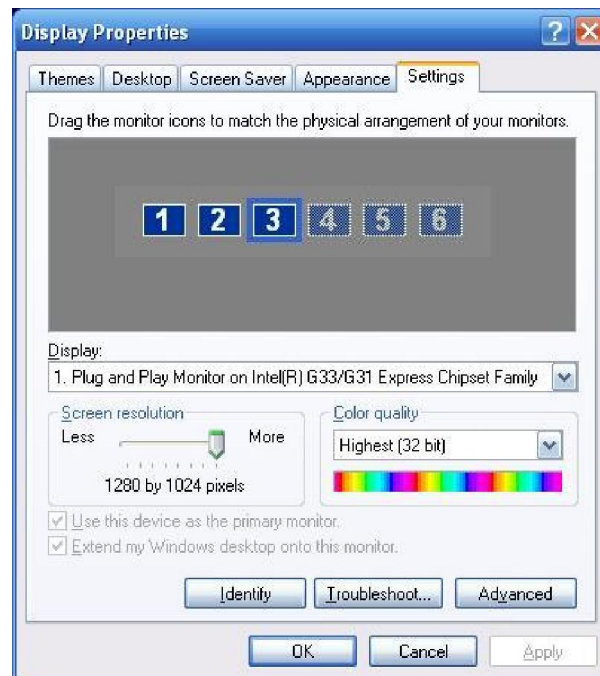 Display Properties
Themes Desktop Screen Saver Appearance Settings
Drag the monitor icons to match the physical arrangement of your monitors.
1 2 3 4 5 6
Display:
1. Plug and Play Monitor on Intel(R) G33/G31 Express Chipset Family
Screen resolution
Less More
1280 by 1024 pixels
Color quality
Highest (32 bit)
Use this device as the primary monitor.
Extend my Windows desktop onto this monitor.
Identify Troubleshoot... Advanced
OK Cancel Apply